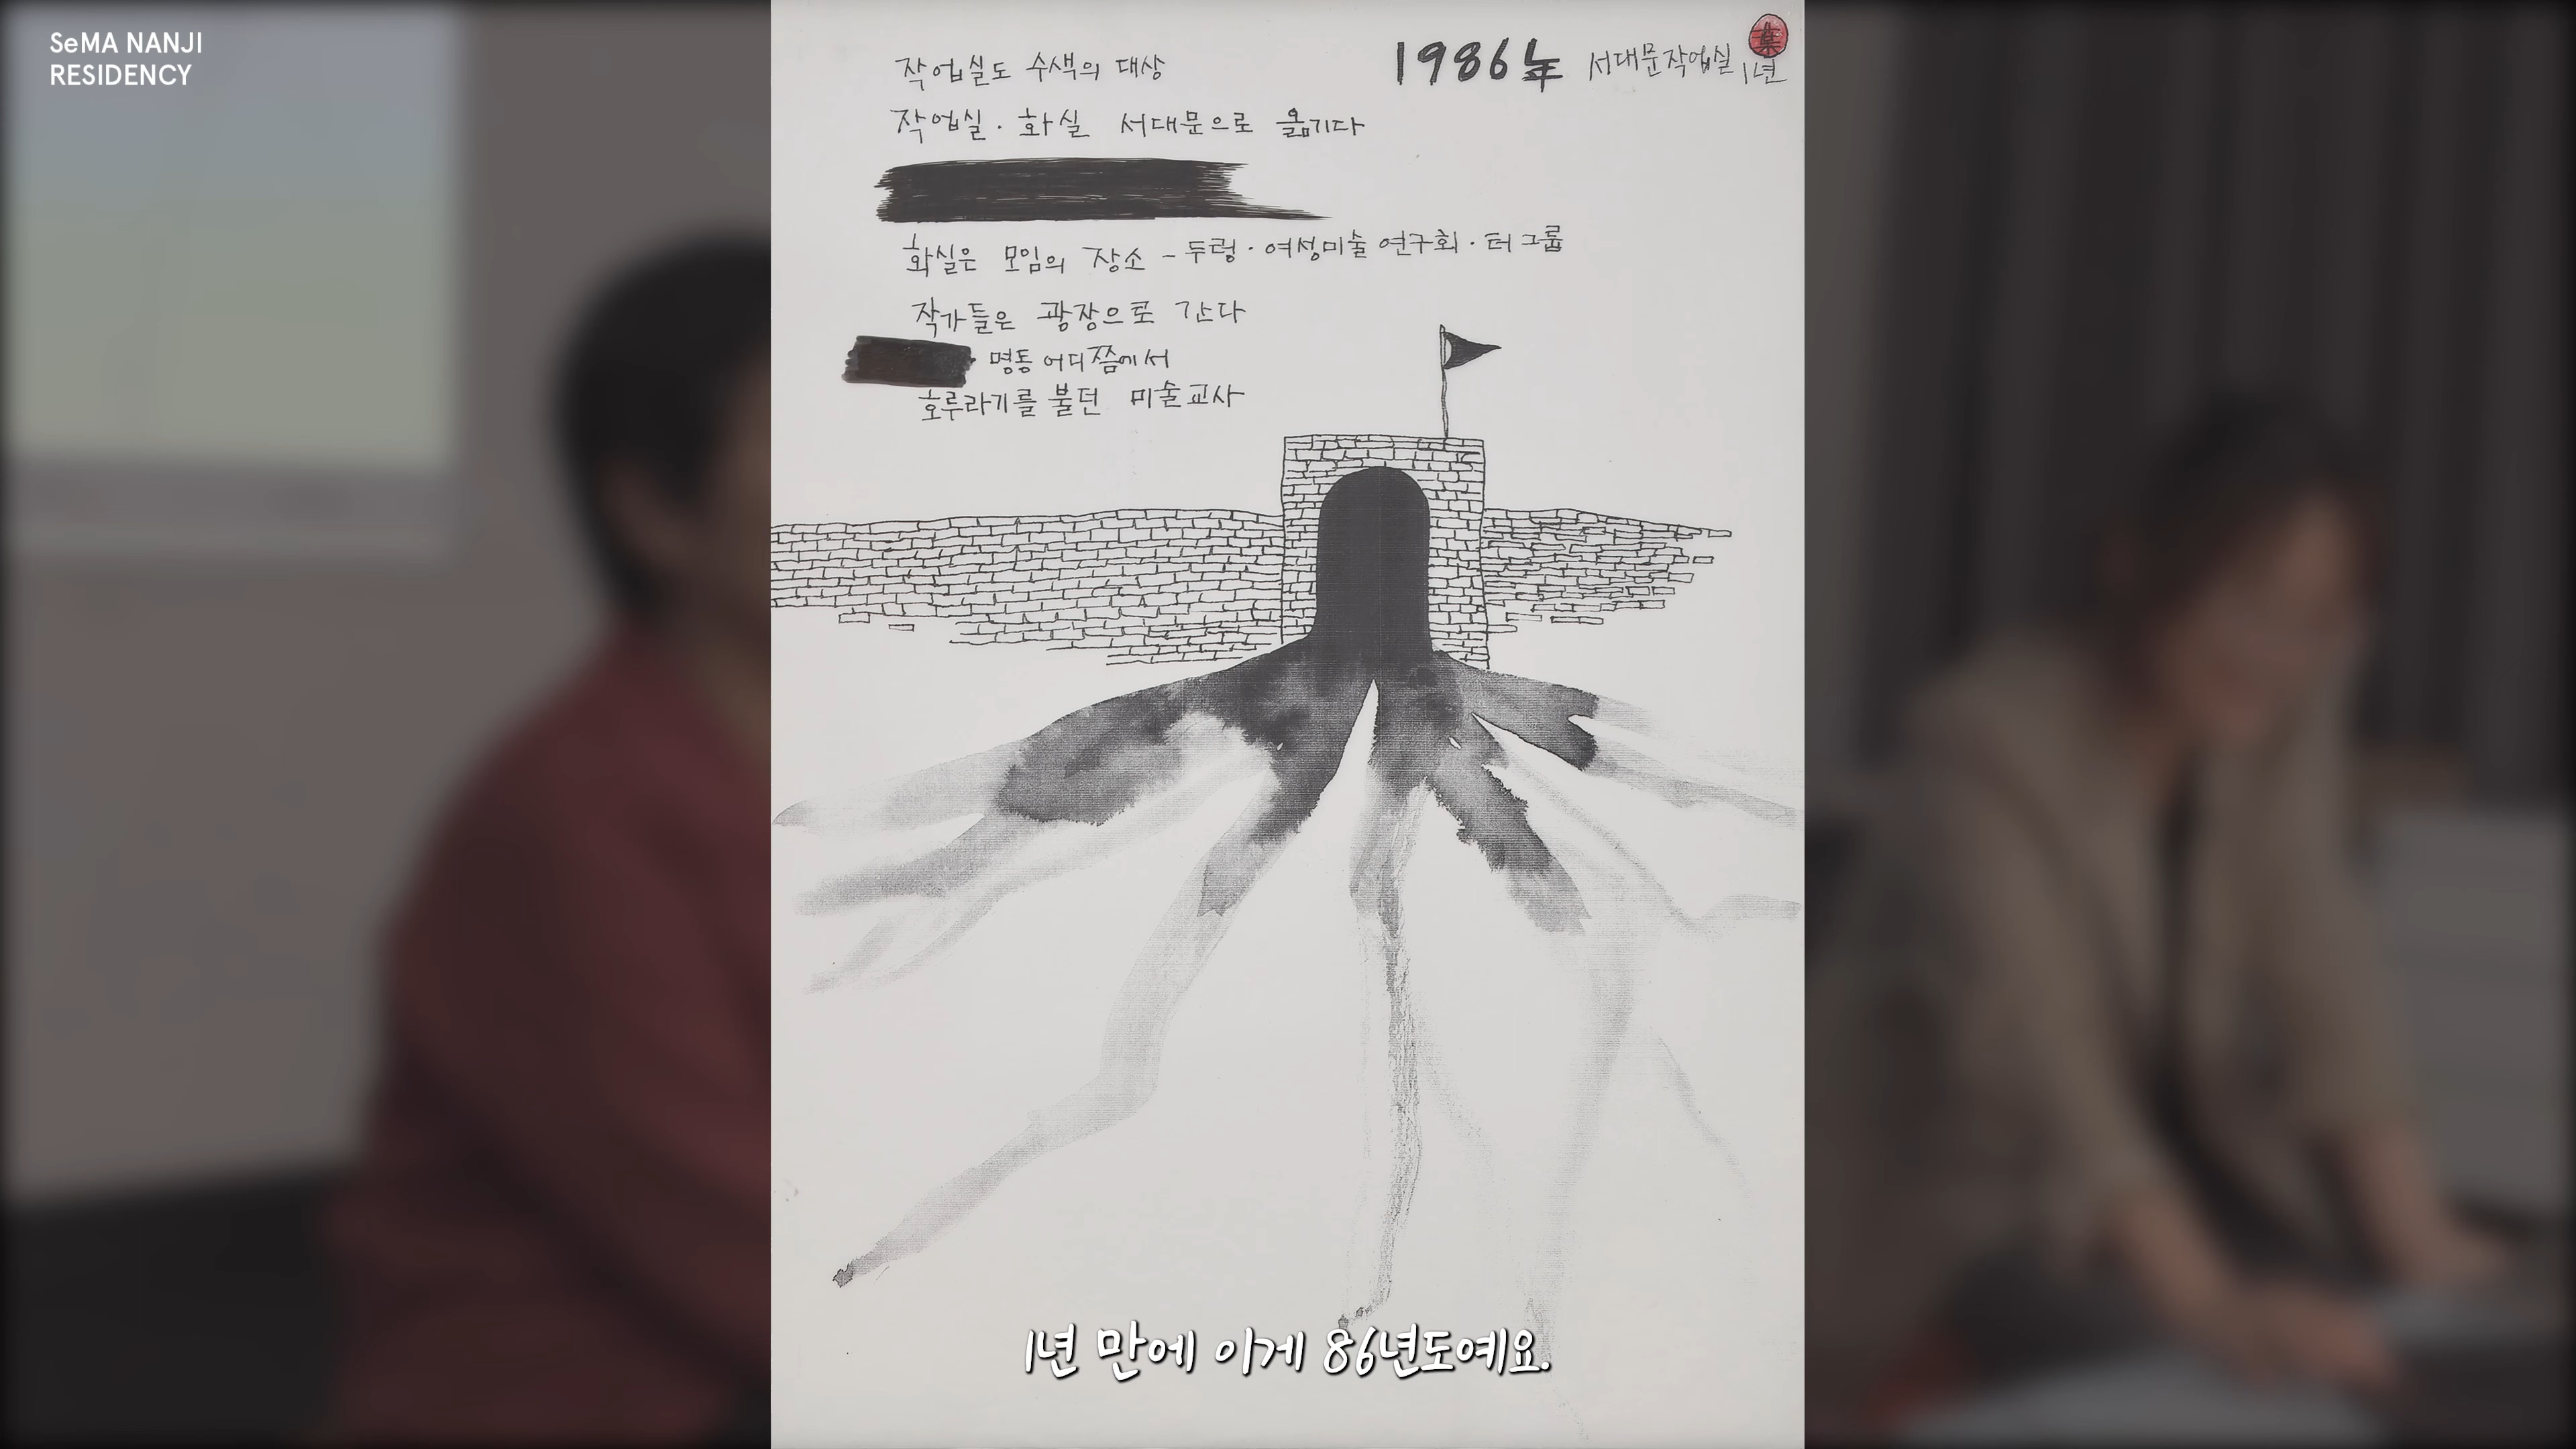 SeMA NANJI
RESIDENCY
1986年 서대문작업실 1년
작업실도 수색의 대상
작업실·화실 서대문으로 옮기다
화실은 모임의 장소 - 두렁·여성미술연구회·터그룹
작가들은 광장으로 간다
명동 어디쯤에서
호루라기를 불던 미술교사
1년 만에 이게 86년도예요.